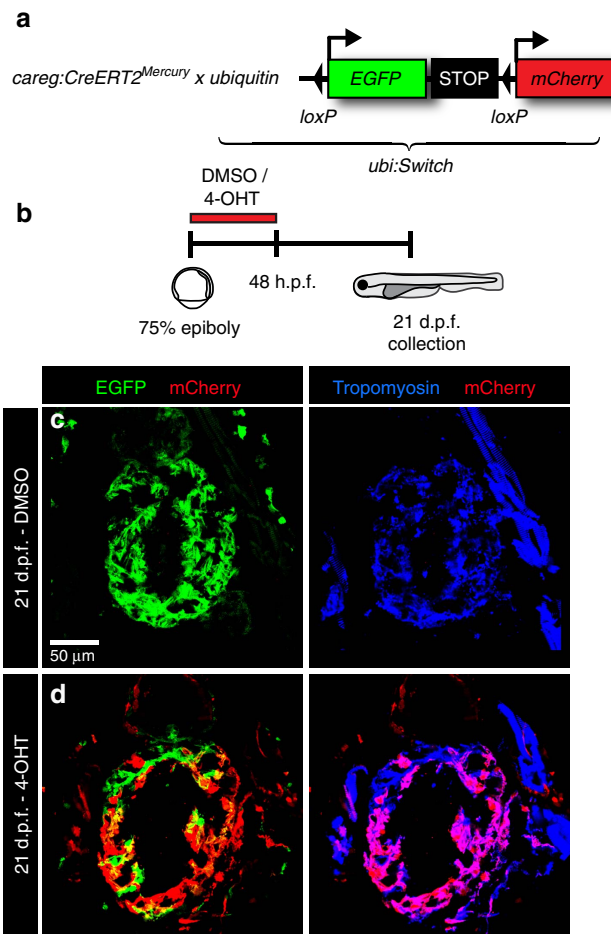 a
careg:CreERT2Mercury x ubiquitin
EGFP
STOP
mCherry
loxP
loxP
ubi:Switch
b
DMSO /
4-OHT
48 h.p.f.
75% epiboly
21 d.p.f.
collection
EGFP mCherry
Tropomyosin mCherry
21 d.p.f. - DMSO
c
50 μm
21 d.p.f. - 4-OHT
d